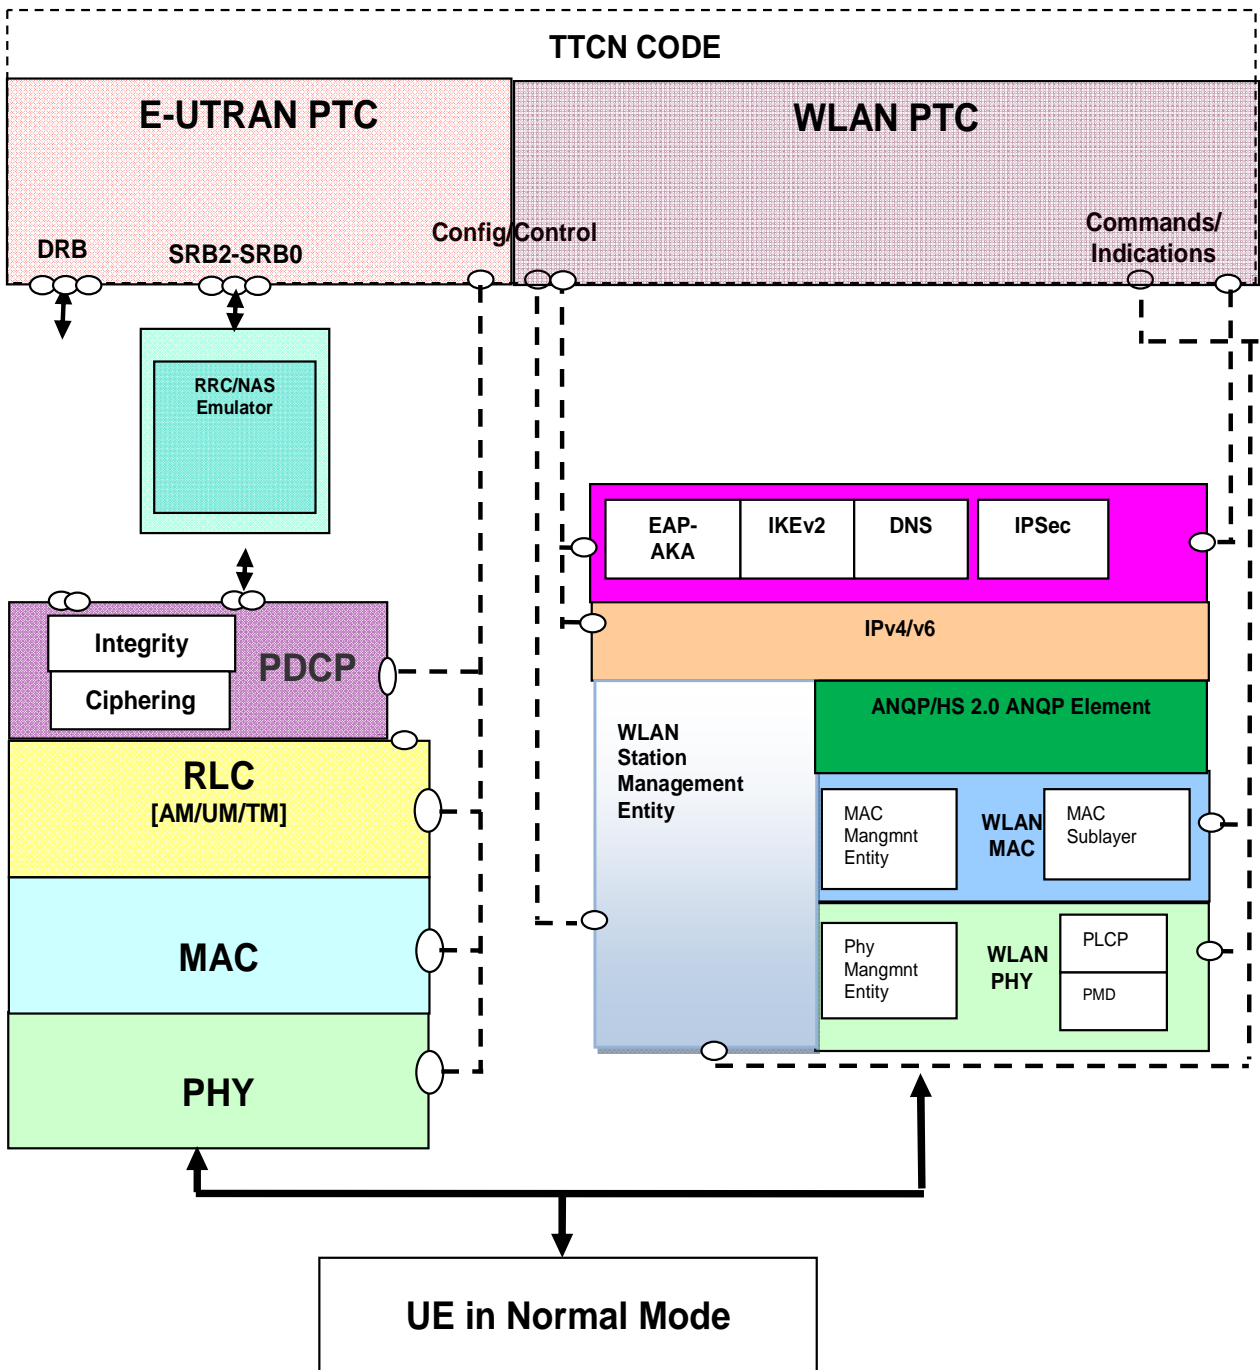 TTCN CODE
E-UTRAN PTC
WLAN PTC
DRB
SRB2-SRB0
Config/Control
Commands/
Indications
RRC/NAS
Emulator
EAP-
AKA
IKEv2
DNS
IPSec
IPv4/v6
Integrity
Ciphering
PDCP
ANQP/HS 2.0 ANQP Element
WLAN
Station
Management
Entity
RLC
[AM/UM/TM]
MAC
Mangmnt
Entity
WLAN
MAC
MAC
Sublayer
MAC
Phy
Mangmnt
Entity
WLAN
PHY
PLCP
PMD
PHY
UE in Normal Mode